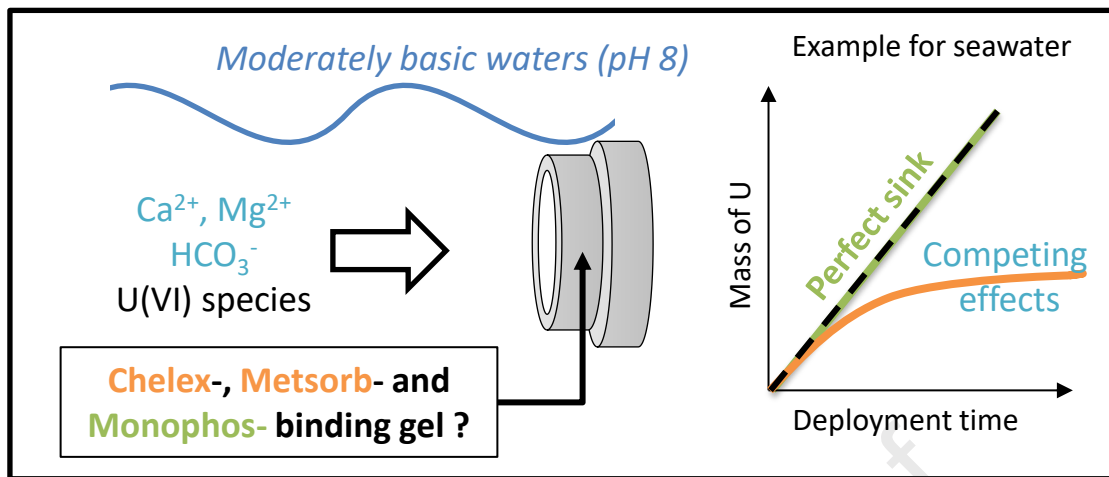 Moderately basic waters (pH 8)
Ca²⁺, Mg²⁺
HCO₃⁻
U(VI) species
Chelex-, Metsorb- and
Monophos- binding gel ?
Example for seawater
Mass of U
Perfect sink
Competing
effects
Deployment time
f